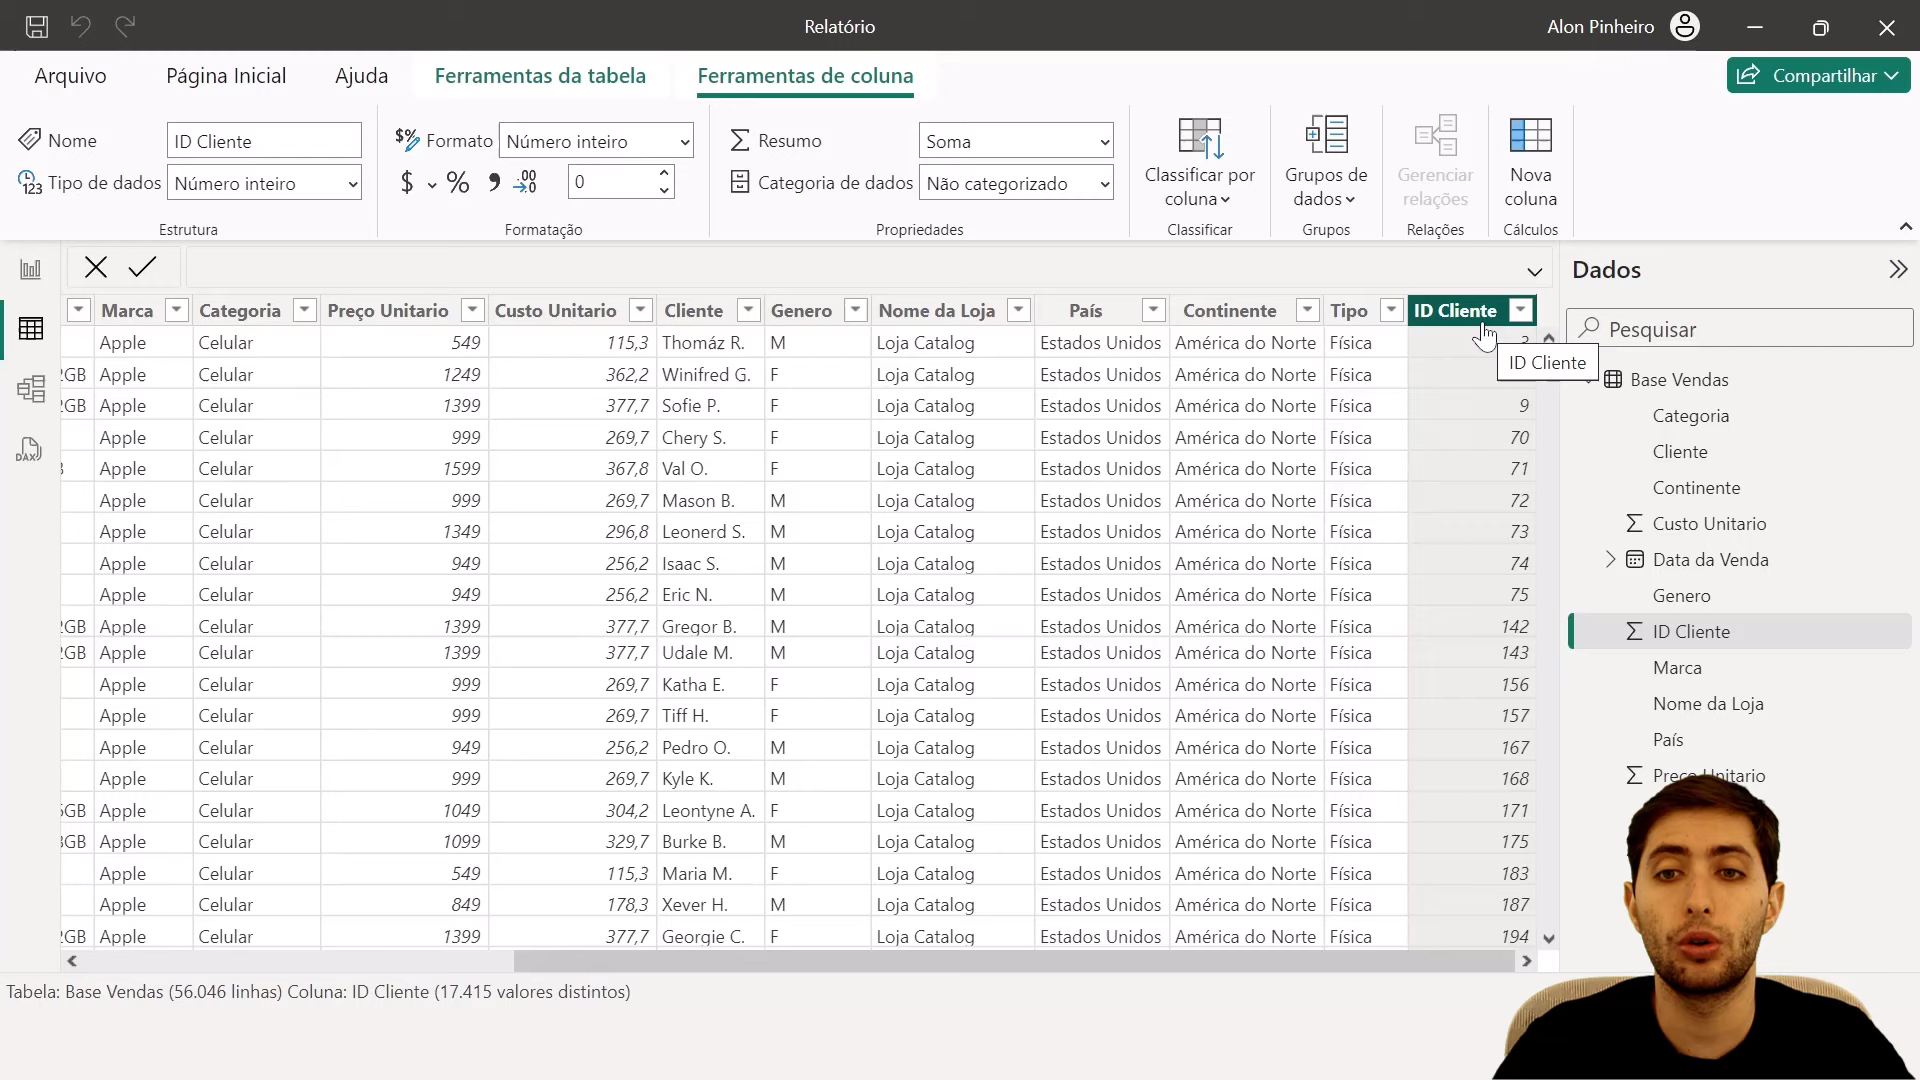 Relatório
Alon Pinheiro
Arquivo Página Inicial Ajuda Ferramentas da tabela Ferramentas de coluna
Compartilhar
Nome ID Cliente
Tipo de dados Número inteiro
Estrutura
$% Formato Número inteiro
$ % 0
Formatação
Resumo Soma
Categoria de dados Não categorizado
Propriedades
Classificar por
coluna
Classificar
Grupos de
dados
Grupos
Gerenciar
relações
Relações
Nova
coluna
Cálculos
Marca Categoria Preço Unitario Custo Unitario Cliente Genero Nome da Loja País Continente Tipo ID Cliente
Apple Celular 549 115,3 Thomáz R. M Loja Catalog Estados Unidos América do Norte Física
ID Cliente
2GB Apple Celular 1249 362,2 Winifred G. F Loja Catalog Estados Unidos América do Norte Física
2GB Apple Celular 1399 377,7 Sofie P. F Loja Catalog Estados Unidos América do Norte Física 9
Apple Celular 999 269,7 Chery S. F Loja Catalog Estados Unidos América do Norte Física 70
Apple Celular 1599 367,8 Val O. F Loja Catalog Estados Unidos América do Norte Física 71
Apple Celular 999 269,7 Mason B. M Loja Catalog Estados Unidos América do Norte Física 72
Apple Celular 1349 296,8 Leonerd S. M Loja Catalog Estados Unidos América do Norte Física 73
Apple Celular 949 256,2 Isaac S. M Loja Catalog Estados Unidos América do Norte Física 74
Apple Celular 949 256,2 Eric N. M Loja Catalog Estados Unidos América do Norte Física 75
2GB Apple Celular 1399 377,7 Gregor B. M Loja Catalog Estados Unidos América do Norte Física 142
2GB Apple Celular 1399 377,7 Udale M. M Loja Catalog Estados Unidos América do Norte Física 143
Apple Celular 999 269,7 Katha E. F Loja Catalog Estados Unidos América do Norte Física 156
Apple Celular 999 269,7 Tiff H. F Loja Catalog Estados Unidos América do Norte Física 157
Apple Celular 949 256,2 Pedro O. M Loja Catalog Estados Unidos América do Norte Física 167
Apple Celular 999 269,7 Kyle K. M Loja Catalog Estados Unidos América do Norte Física 168
GB Apple Celular 1049 304,2 Leontyne A. F Loja Catalog Estados Unidos América do Norte Física 171
GB Apple Celular 1099 329,7 Burke B. M Loja Catalog Estados Unidos América do Norte Física 175
Apple Celular 549 115,3 Maria M. F Loja Catalog Estados Unidos América do Norte Física 183
Apple Celular 849 178,3 Xever H. M Loja Catalog Estados Unidos América do Norte Física 187
2GB Apple Celular 1399 377,7 Georgie C. F Loja Catalog Estados Unidos América do Norte Física 194
DAX
Dados
Pesquisar
Base Vendas
Categoria
Cliente
Continente
Custo Unitario
Data da Venda
Genero
ID Cliente
Marca
Nome da Loja
País
Preço Unitario
Tabela: Base Vendas (56.046 linhas) Coluna: ID Cliente (17.415 valores distintos)